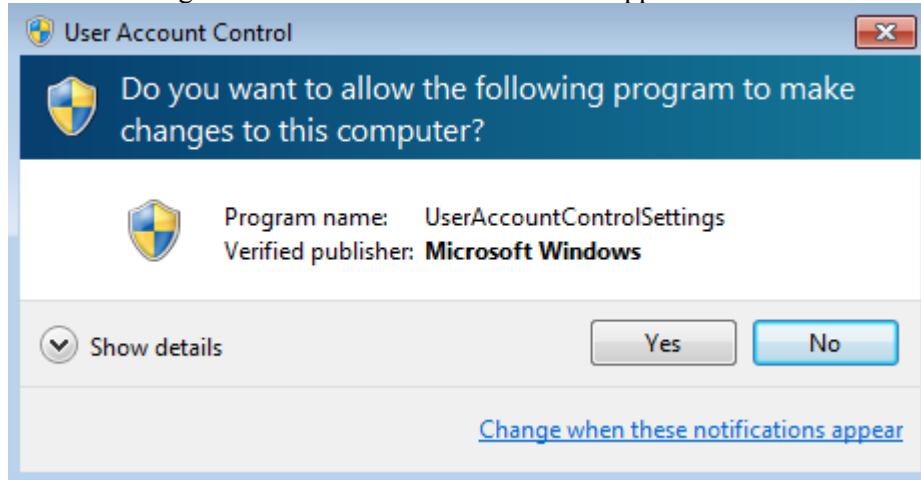 User Account Control
Do you want to allow the following program to make
changes to this computer?
Program name: UserAccountControlSettings
Verified publisher: Microsoft Windows
Show details
Yes
No
Change when these notifications appear